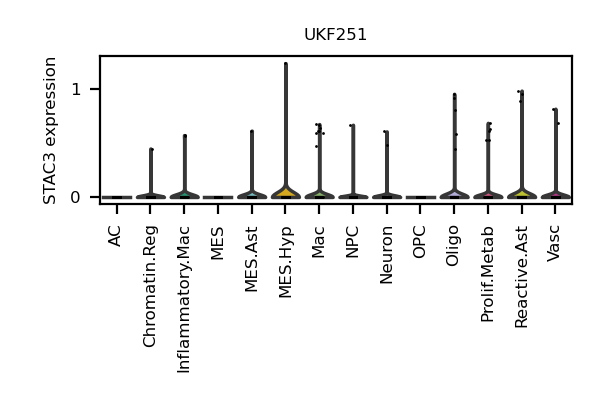 UKF251
STAC3 expression
1
0
AC
Chromatin.Reg
Inflammatory.Mac
MES
MES.Ast
MES.Hyp
Mac
NPC
Neuron
OPC
Oligo
Prolif.Metab
Reactive.Ast
Vasc